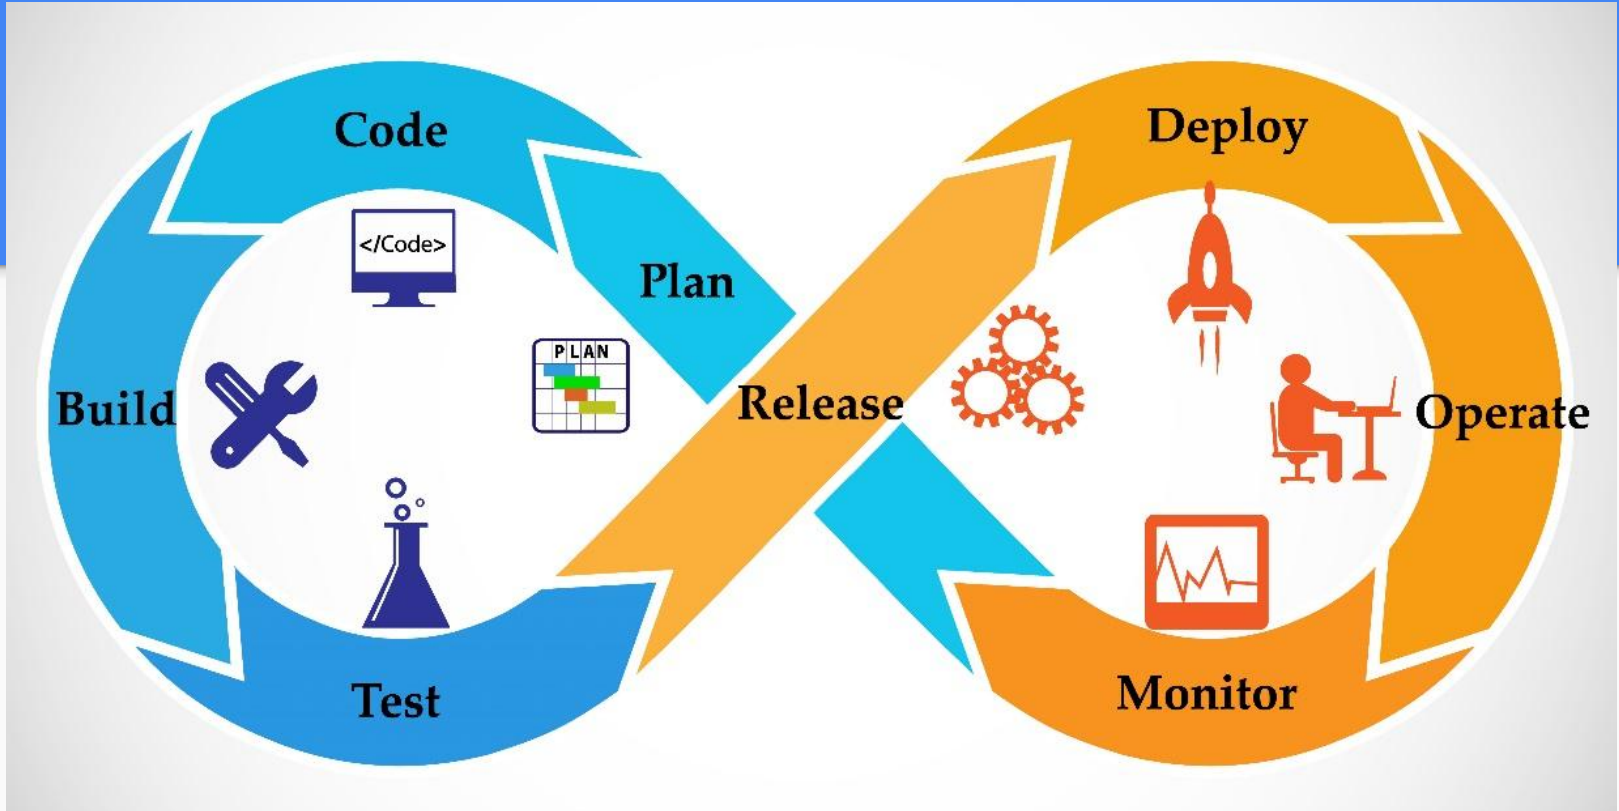 Code
Deploy
</Code>
Plan
PLAN
Build
Release
Operate
Test
Monitor